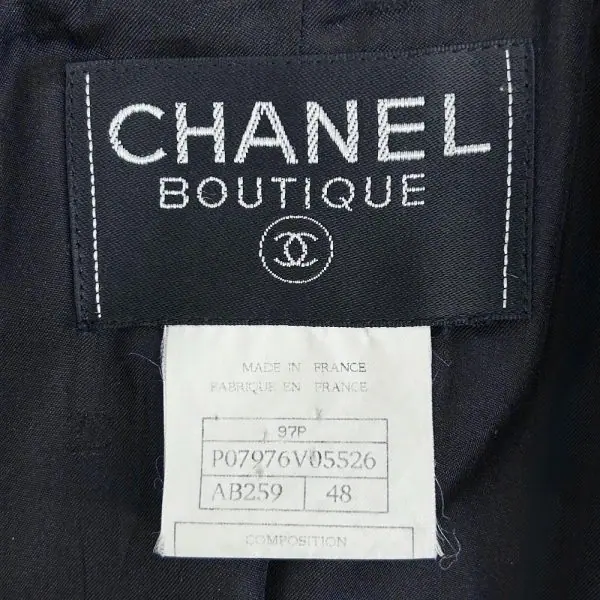 CHANEL
BOUTIQUE
MADE IN FRANCE
FABRIQUE EN FRANCE
97P
P07976V05526
AB259 48
COMPOSITION